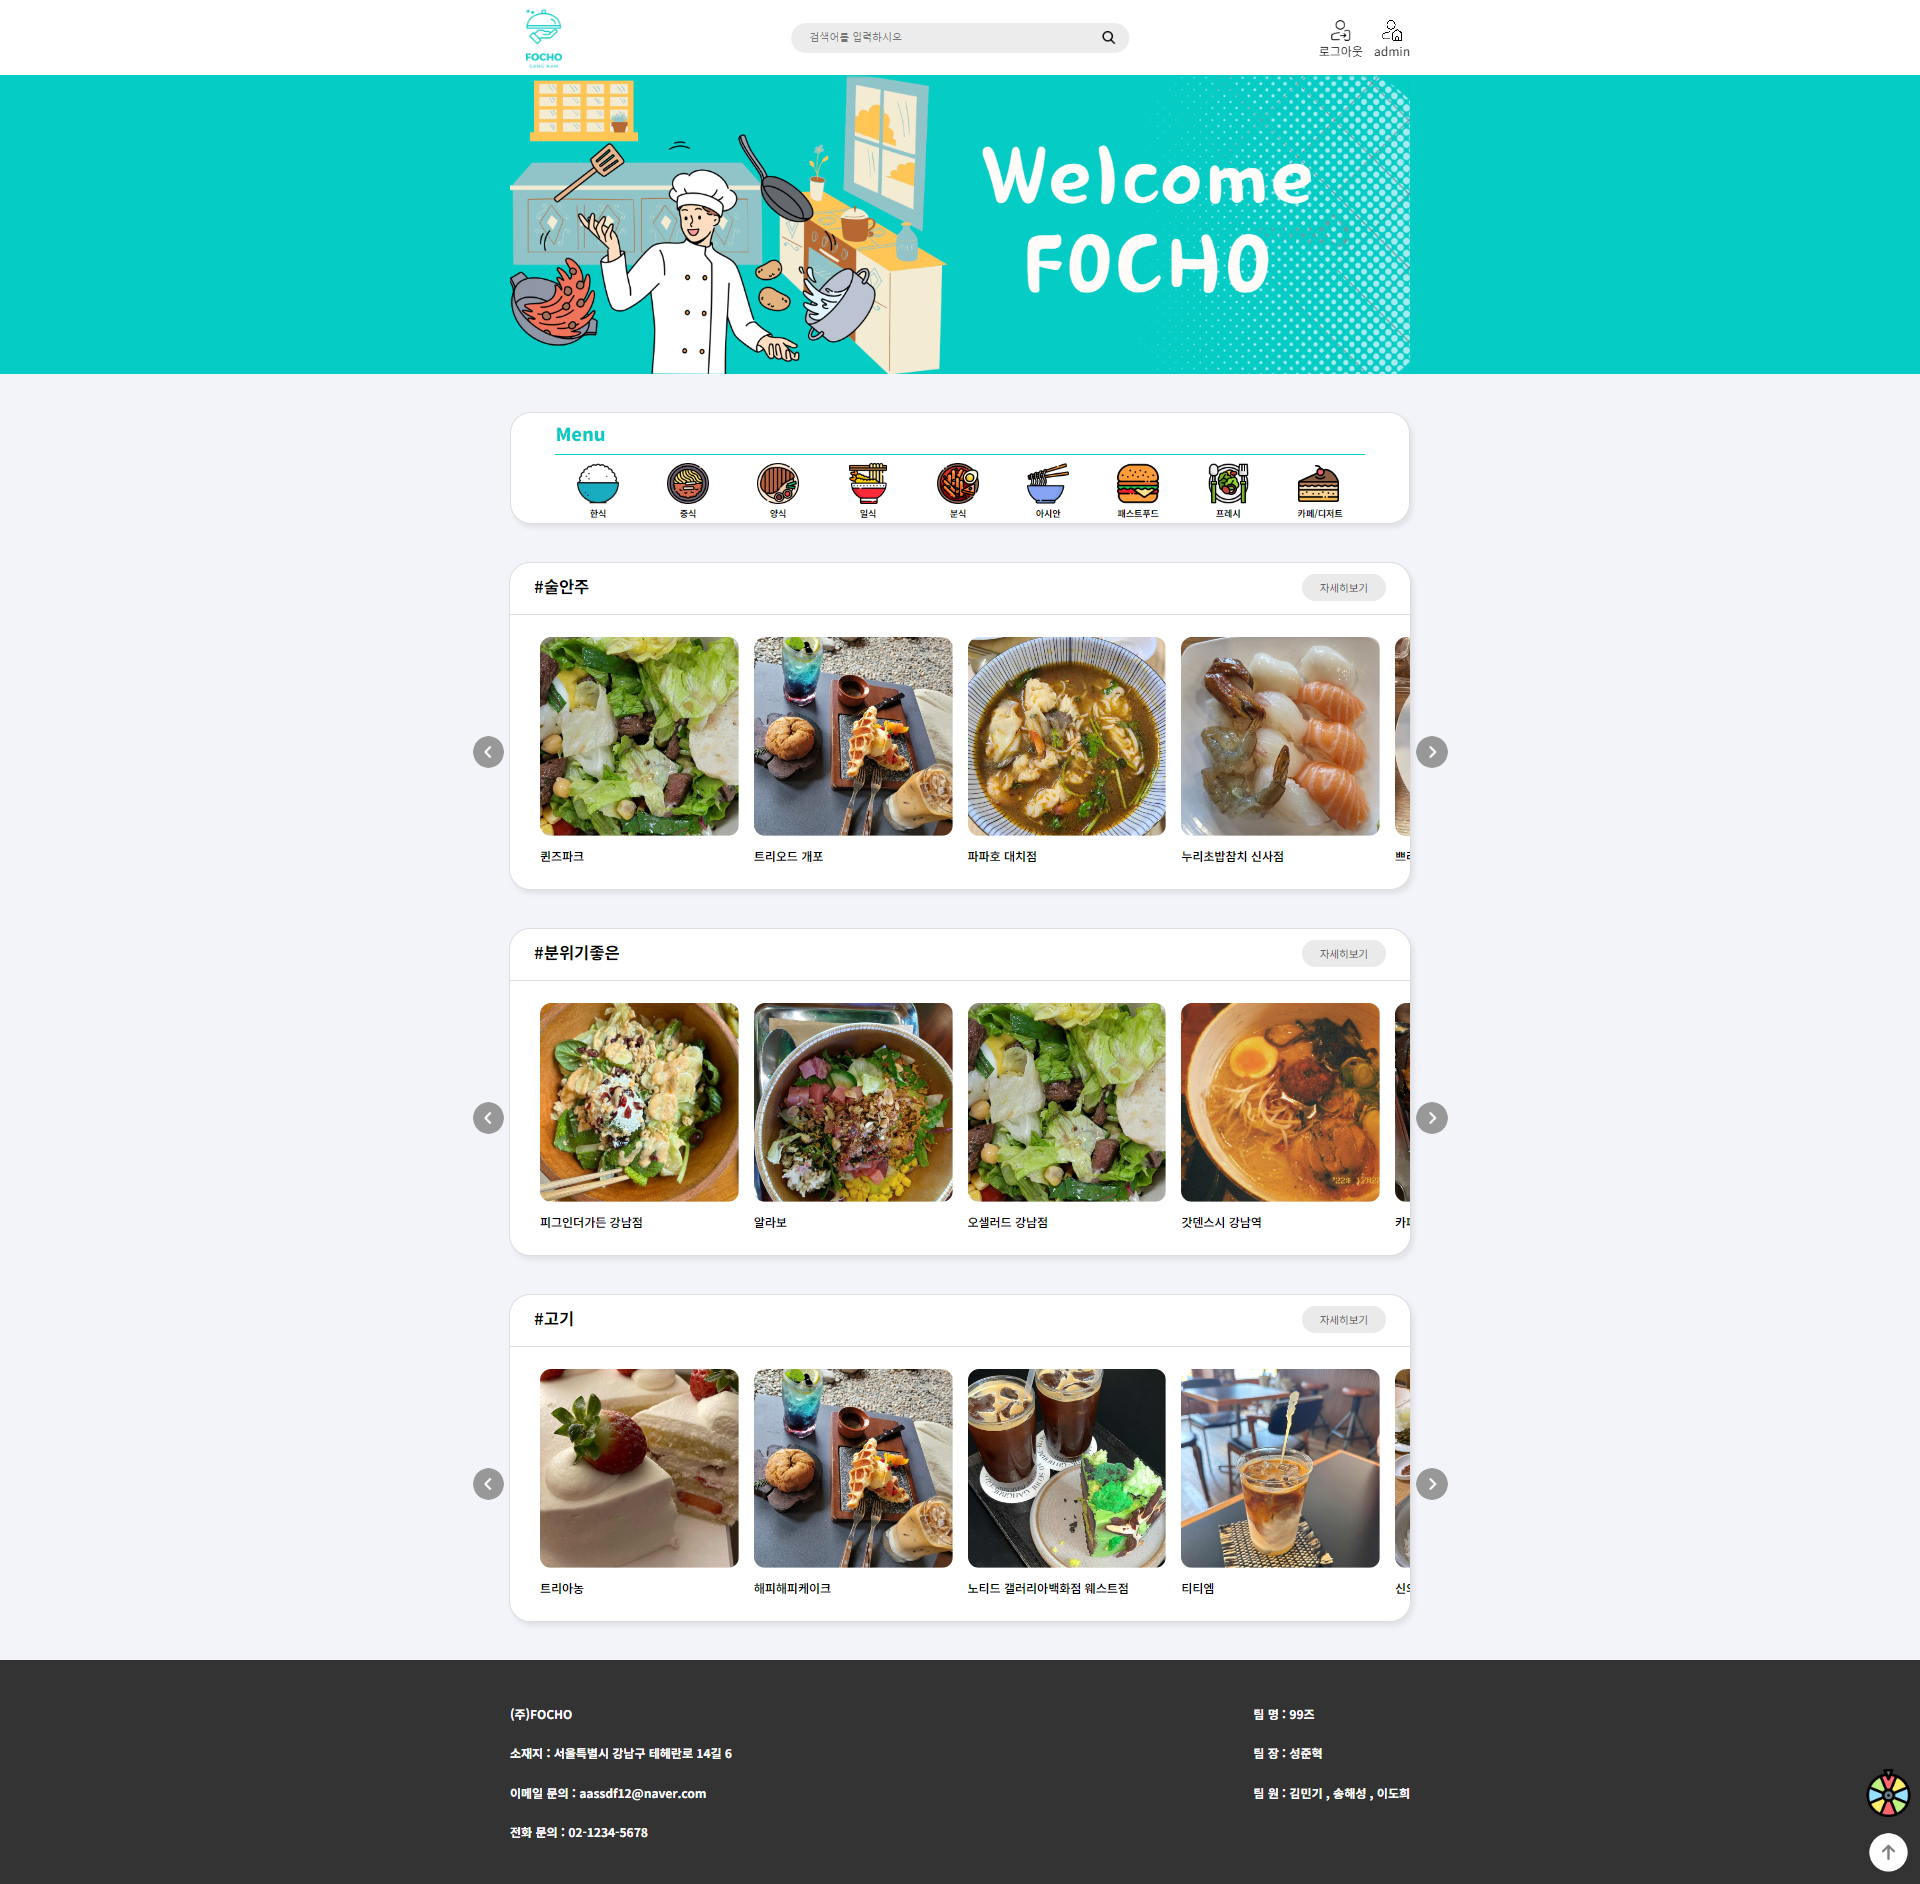 FOCHO
GANG NAM
검색어를 입력하시오
로그아웃
admin
Welcome
FOCHO
Menu
한식
중식
양식
일식
분식
아시안
패스트푸드
프레시
카페/디저트
#술안주
자세히보기
퀸즈파크
트리오드 개포
파파호 대치점
누리초밥참치 신사점
#분위기좋은
자세히보기
피그인더가든 강남점
알라보
오샐러드 강남점
갓덴스시 강남역
#고기
자세히보기
트리아농
해피해피케이크
노티드 갤러리아백화점 웨스트점
티티엠
(주)FOCHO
소재지 : 서울특별시 강남구 테헤란로 14길 6
이메일 문의 : aassdf12@naver.com
전화 문의 : 02-1234-5678
팀 명 : 99즈
팀 장 : 성준혁
팀 원 : 김민기 , 송해성 , 이도희